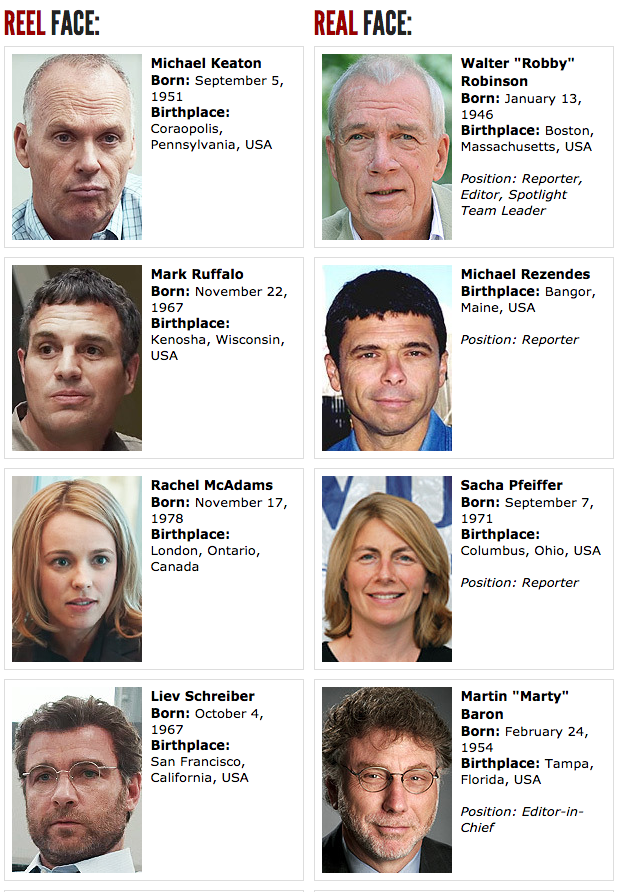 REEL FACE:
REAL FACE:
Michael Keaton
Born: September 5,
1951
Birthplace:
Coraopolis,
Pennsylvania, USA
Walter "Robby"
Robinson
Born: January 13,
1946
Birthplace: Boston,
Massachusetts, USA
Position: Reporter,
Editor, Spotlight
Team Leader
Mark Ruffalo
Born: November 22,
1967
Birthplace:
Kenosha, Wisconsin,
USA
Michael Rezendes
Birthplace: Bangor,
Maine, USA
Position: Reporter
Rachel McAdams
Born: November 17,
1978
Birthplace:
London, Ontario,
Canada
Sacha Pfeiffer
Born: September 7,
1971
Birthplace:
Columbus, Ohio, USA
Position: Reporter
Liev Schreiber
Born: October 4,
1967
Birthplace:
San Francisco,
California, USA
Martin "Marty"
Baron
Born: February 24,
1954
Birthplace: Tampa,
Florida, USA
Position: Editor-in-
Chief